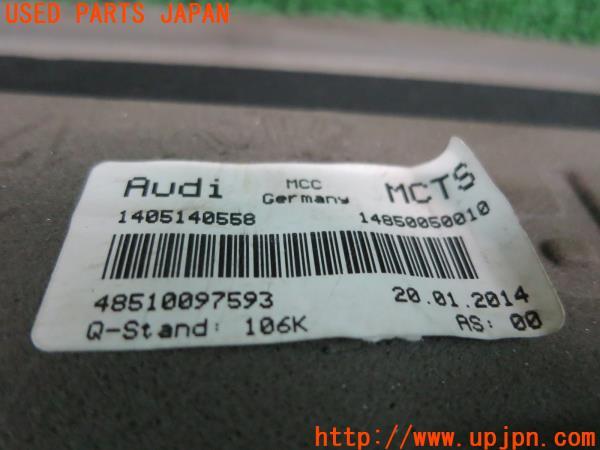 USED PARTS JAPAN
Audi MCC Germany MCTS
1405140558 14850050010
48510097593 20.01.2014
Q-Stand: 106K AS: 00
http://www.upjpn.com/